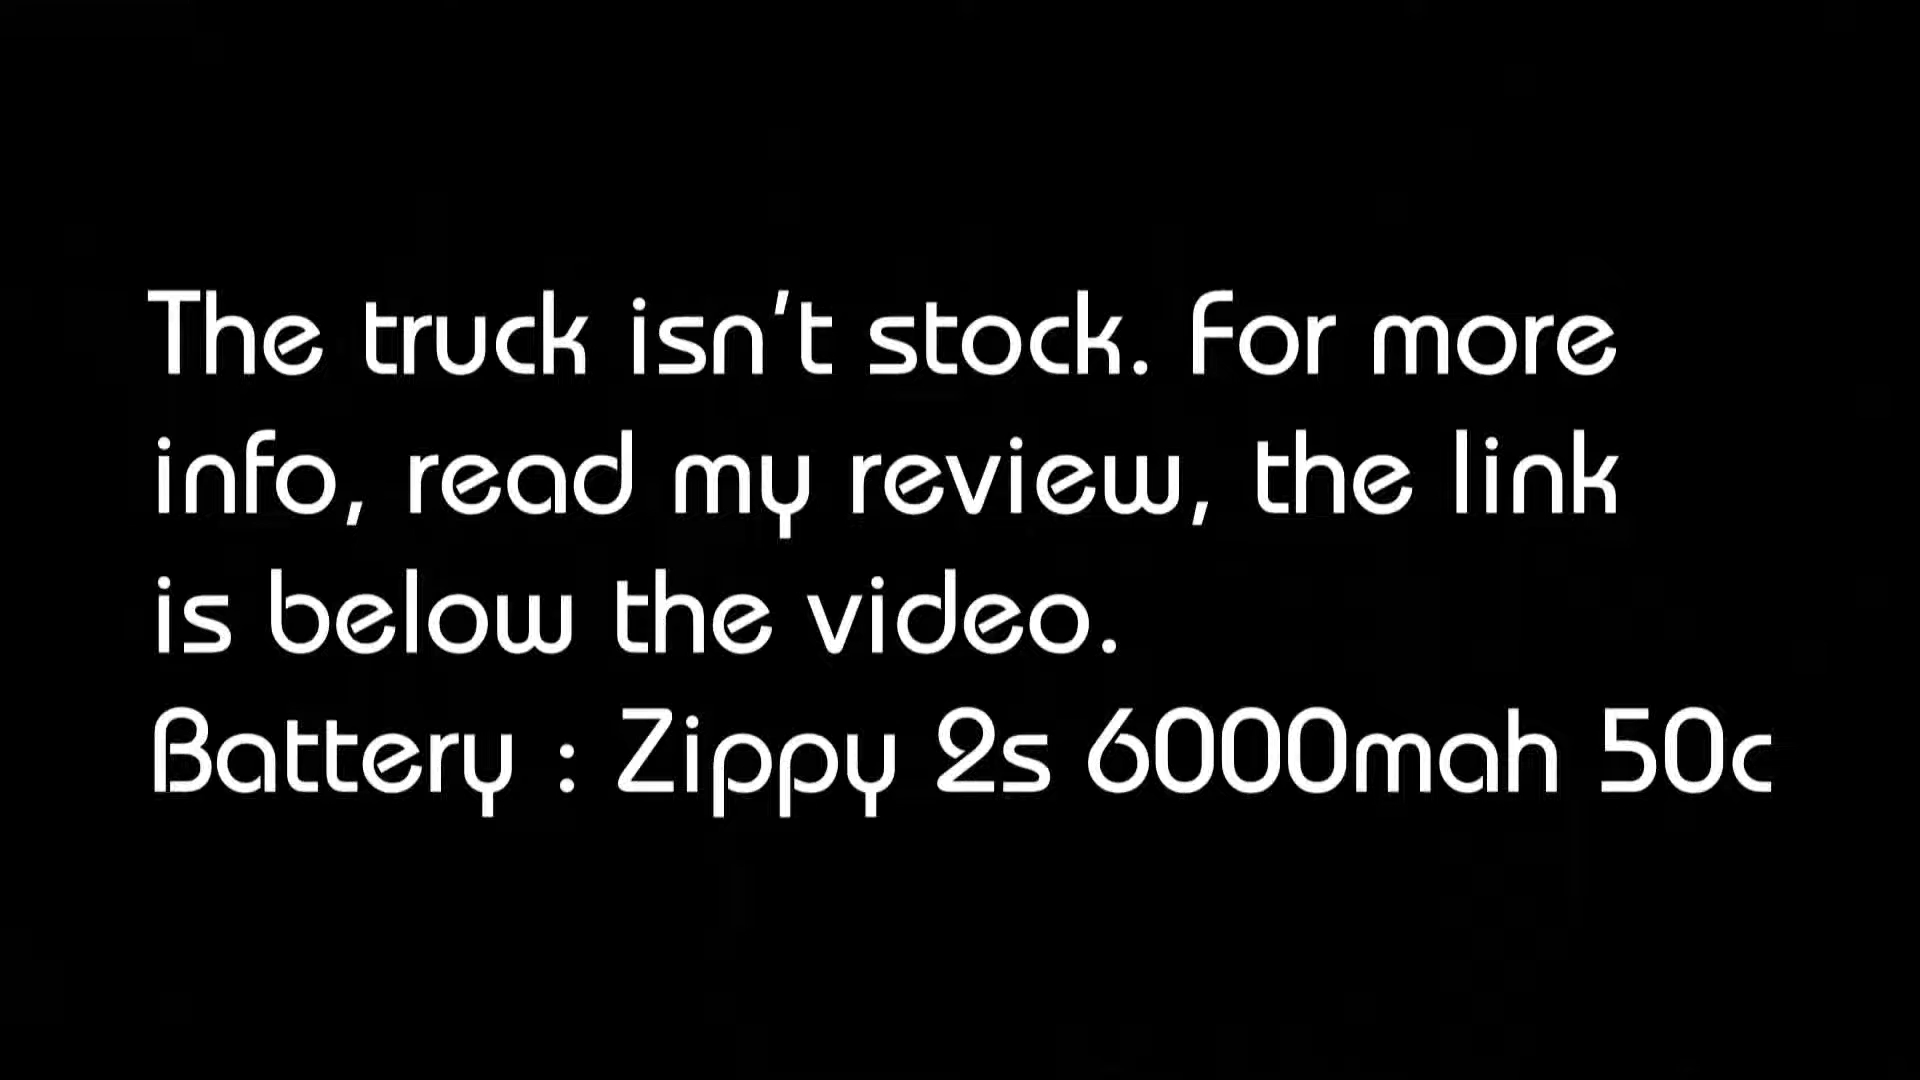 The truck isn't stock. For more
info, read my review, the link
is below the video.
Battery : Zippy 2s 6000mah 50c